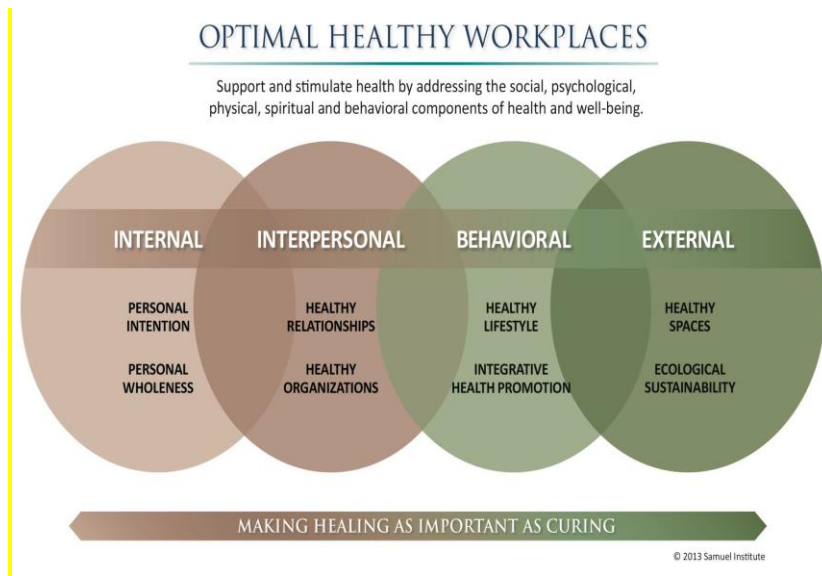 OPTIMAL HEALTHY WORKPLACES
Support and stimulate health by addressing the social, psychological,
physical, spiritual and behavioral components of health and well-being.
INTERNAL
PERSONAL
INTENTION
PERSONAL
WHOLENESS
INTERPERSONAL
HEALTHY
RELATIONSHIPS
HEALTHY
ORGANIZATIONS
BEHAVIORAL
HEALTHY
LIFESTYLE
INTEGRATIVE
HEALTH PROMOTION
EXTERNAL
HEALTHY
SPACES
ECOLOGICAL
SUSTAINABILITY
MAKING HEALING AS IMPORTANT AS CURING
© 2013 Samuel Institute